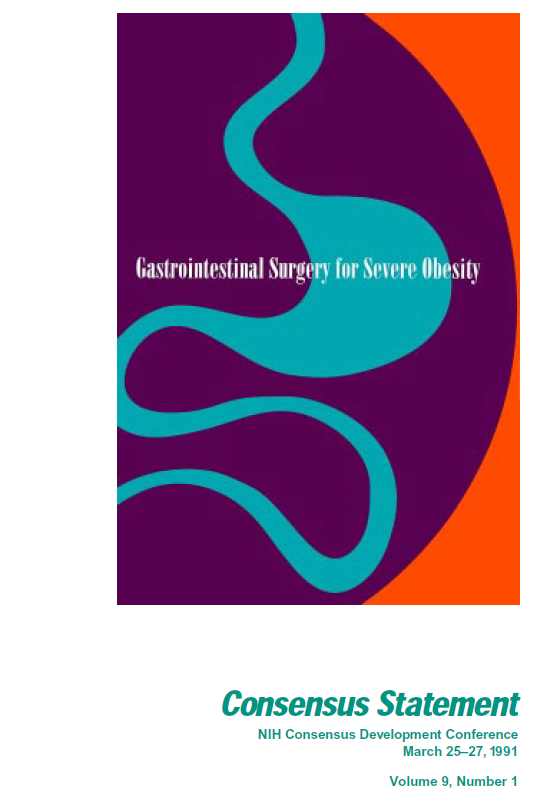 Gastrointestinal Surgery for Severe Obesity
Consensus Statement
NIH Consensus Development Conference
March 25–27, 1991
Volume 9, Number 1